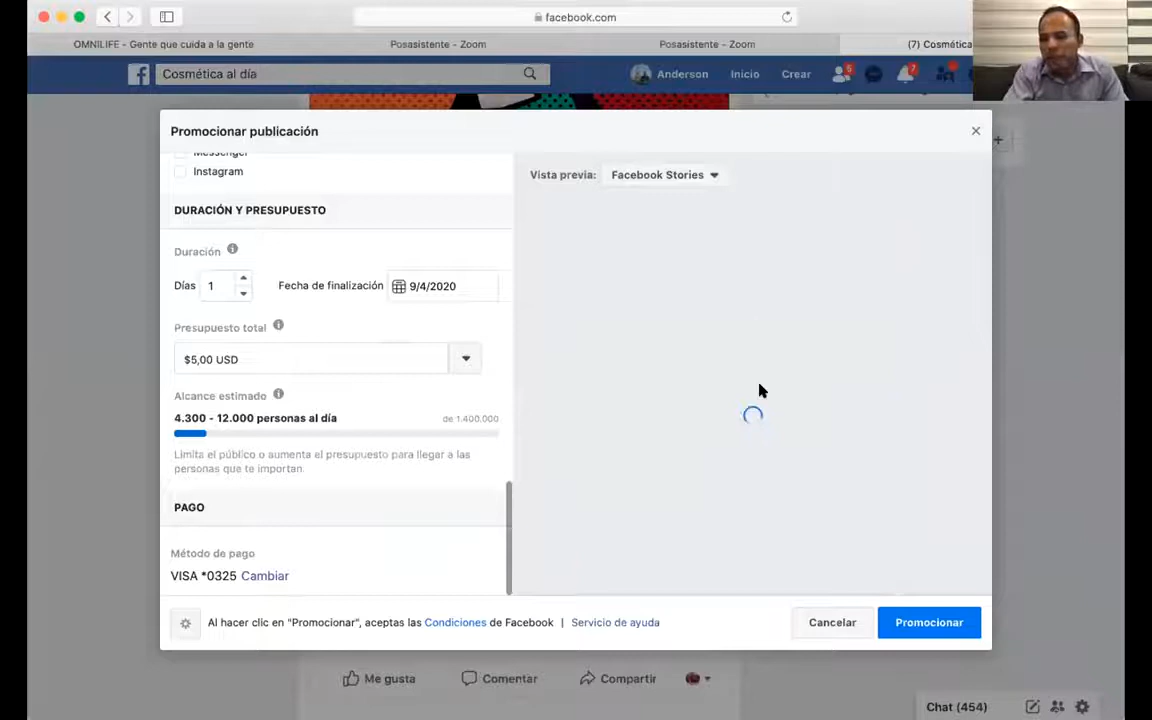 facebook.com
OMNILIFE - Gente que cuida a la gente
Posasistente - Zoom
Posasistente - Zoom
(7) Cosmética
Cosmética al día
Anderson
Inicio
Crear
5
7
Promocionar publicación
Messenger
Instagram
Vista previa:
Facebook Stories
DURACIÓN Y PRESUPUESTO
Duración
Días
1
Fecha de finalización
9/4/2020
Presupuesto total
$5,00 USD
Alcance estimado
4.300 - 12.000 personas al día
de 1.400.000
Limita el público o aumenta el presupuesto para llegar a las
personas que te importan.
PAGO
Método de pago
VISA *0325 Cambiar
Al hacer clic en "Promocionar", aceptas las Condiciones de Facebook | Servicio de ayuda
Cancelar
Promocionar
Me gusta
Comentar
Compartir
Chat (454)